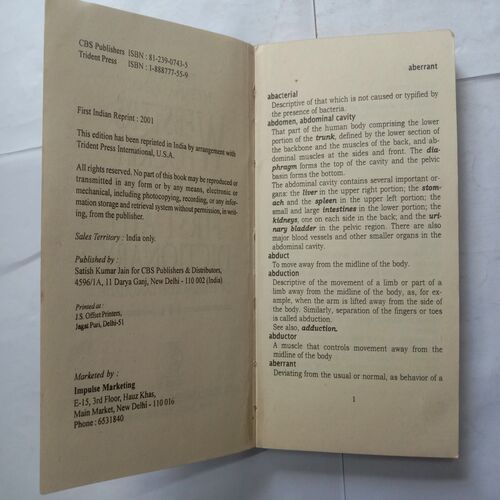 CBS Publishers ISBN : 81-239-0741-5
Trident Press ISBN : 1-888777-55-9
First Indian Reprint : 2001
This edition has been reprinted in India by arrangement with
Trident Press International, U.S.A.
All rights reserved. No part of this book may be reproduced or
transmitted in any form or by any means, electronic or
mechanical, including photocopying, recording, or any infor-
mation storage and retrieval system without permission, in writ-
ing, from the publisher.
Sales Territory : India only.
Published by :
Satish Kumar Jain for CBS Publishers & Distributors,
4596/1A, 11 Darya Ganj, New Delhi - 110 002 (India)
Printed at :
J.S. Offset Printers,
Jagat Puri, Delhi-51
Marketed by :
Impulse Marketing
E-15, 3rd Floor, Hauz Khas,
Main Market, New Delhi - 110 016
Phone : 6531840
aberrant
abacterial
Descriptive of that which is not caused or typified by
the presence of bacteria.
abdomen, abdominal cavity
That part of the human body comprising the lower
portion of the trunk, defined by the lower section of
the backbone and the muscles of the back, and ab-
dominal muscles at the sides and front. The dia-
phragm forms the top of the cavity and the pelvic
basin forms the bottom.
The abdominal cavity contains several important or-
gans: the liver in the upper right portion; the stom-
ach and the spleen in the upper left portion; the
small and large intestines in the lower portion; the
kidneys, one on each side in the back; and the uri-
nary bladder in the pelvic region. There are also
major blood vessels and other smaller organs in the
abdominal cavity.
abduct
To move away from the midline of the body.
abduction
Descriptive of the movement of a limb or part of a
limb away from the midline of the body, as, for exam-
ple, when the arm is lifted away from the side of
the body. Similarly, separation of the fingers or toes
is called abduction.
See also, adduction.
abductor
A muscle that controls movement away from the
midline of the body
aberrant
Deviating from the usual or normal, as behavior of a
1